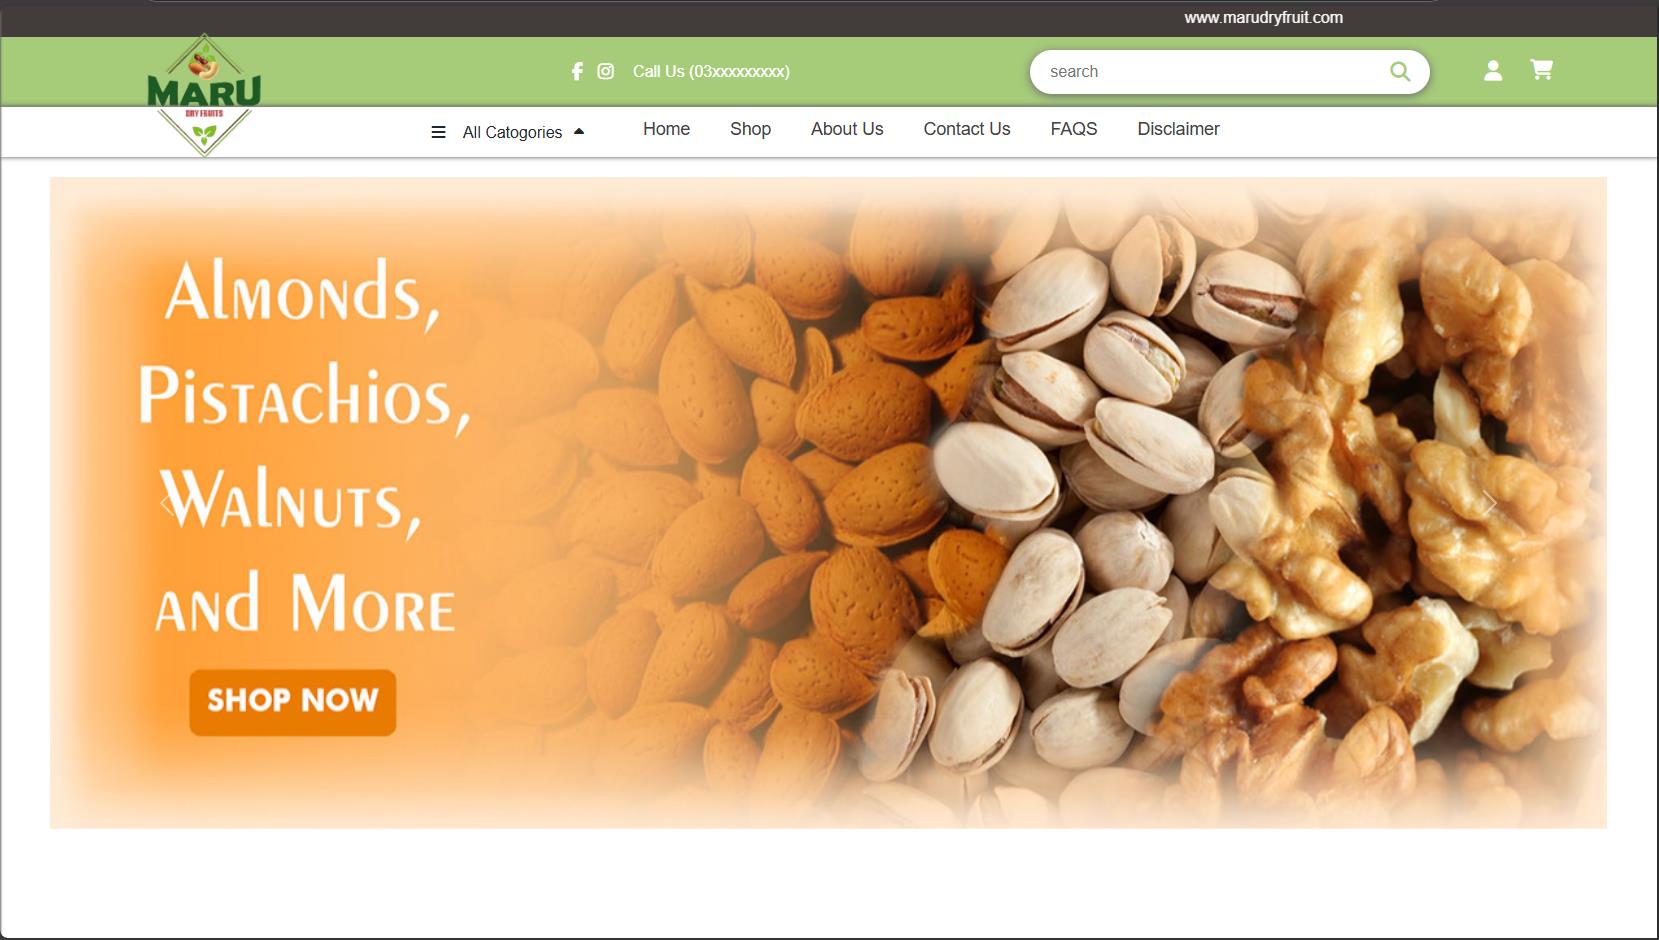 www.marudryfruit.com
MARU
DRY FRUITS
Call Us (03xxxxxxxxx)
search
All Catogories
Home
Shop
About Us
Contact Us
FAQS
Disclaimer
Almonds,
Pistachios,
Walnuts,
and More
SHOP NOW